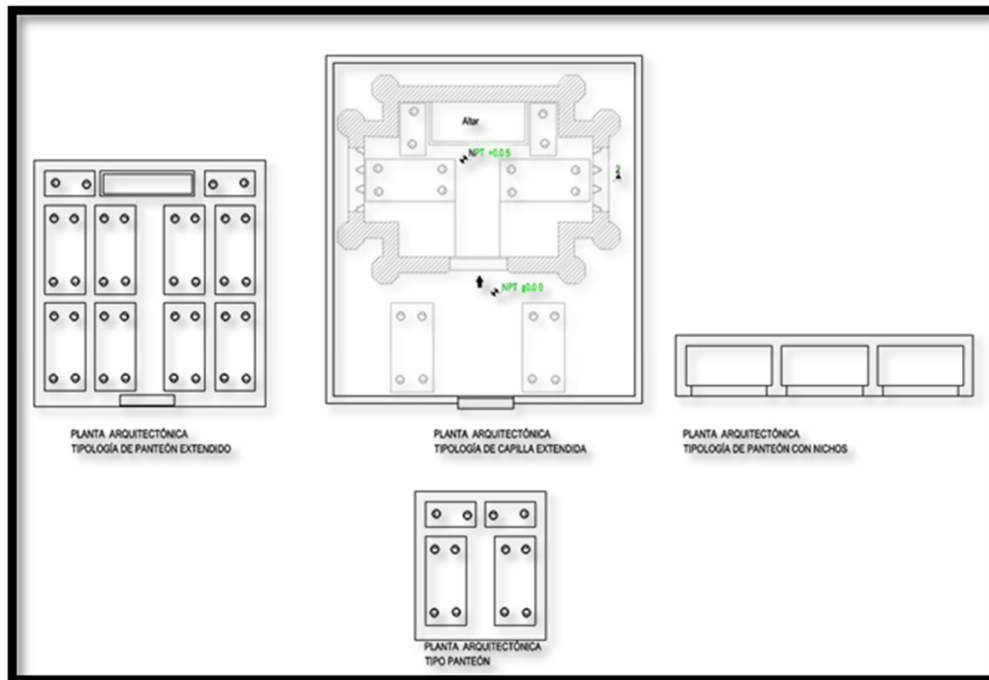 Altar
NPT +0.05
2
NPT ±0.00
PLANTA ARQUITECTÓNICA
TIPOLOGÍA DE PANTEÓN EXTENDIDO
PLANTA ARQUITECTÓNICA
TIPOLOGÍA DE CAPILLA EXTENDIDA
PLANTA ARQUITECTÓNICA
TIPOLOGÍA DE PANTEÓN CON NICHOS
PLANTA ARQUITECTÓNICA
TIPO PANTEÓN